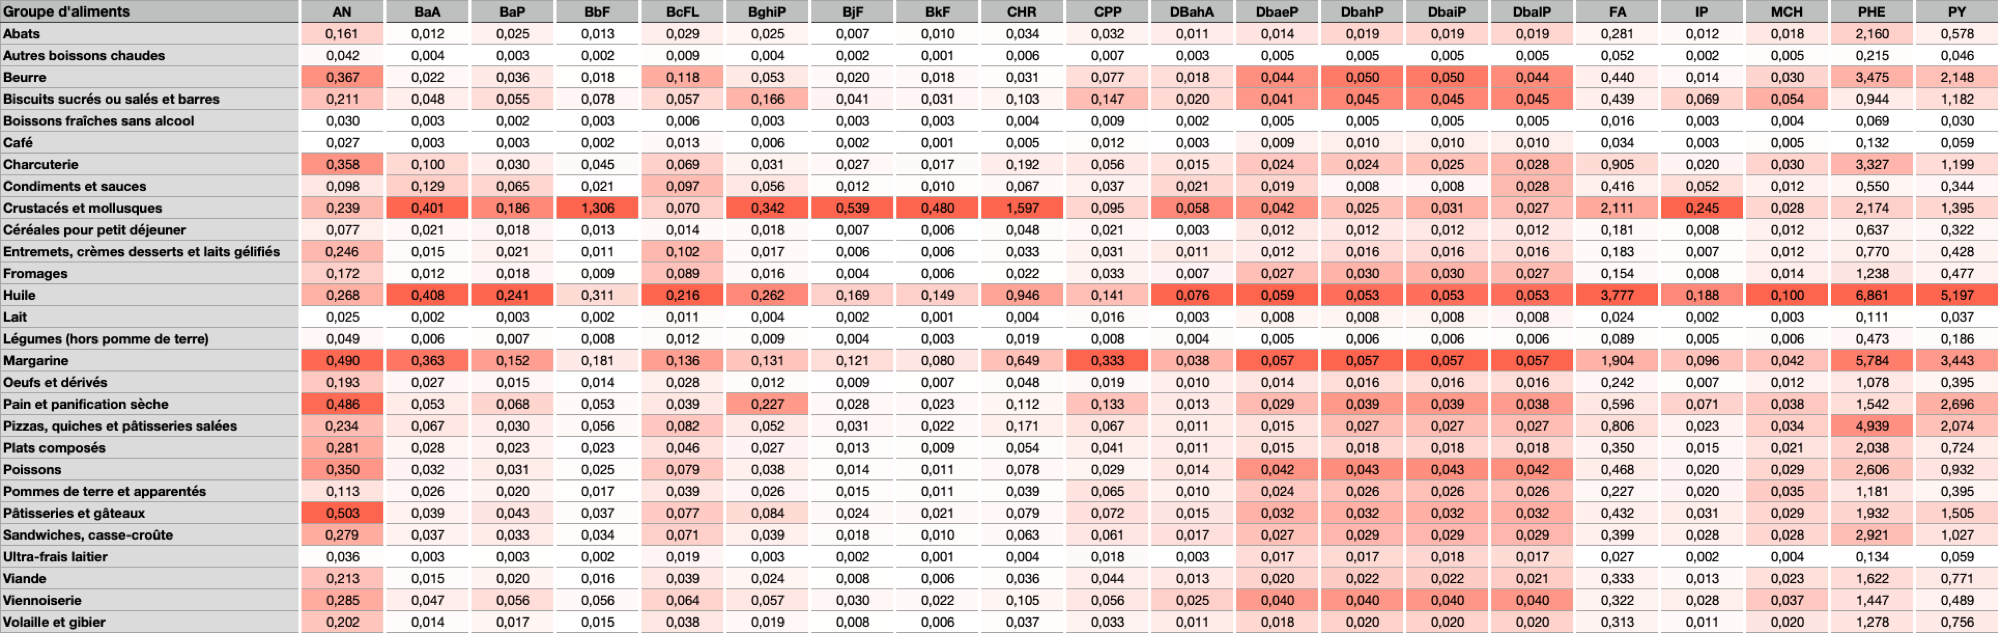 Groupe d'aliments AN BaA BaP BbF BcFL BghiP BjF BkF CHR CPP DBahA DbaeP DbahP DbaiP DbalP FA IP MCH PHE PY
Abats 0,161 0,012 0,025 0,013 0,029 0,025 0,007 0,010 0,034 0,032 0,011 0,014 0,019 0,019 0,019 0,281 0,012 0,018 2,160 0,578
Autres boissons chaudes 0,042 0,004 0,003 0,002 0,009 0,004 0,002 0,001 0,006 0,007 0,003 0,005 0,005 0,005 0,005 0,052 0,002 0,005 0,215 0,046
Beurre 0,367 0,022 0,036 0,018 0,118 0,053 0,020 0,018 0,031 0,077 0,018 0,044 0,050 0,050 0,044 0,440 0,014 0,030 3,475 2,148
Biscuits sucrés ou salés et barres 0,211 0,048 0,055 0,078 0,057 0,166 0,041 0,031 0,103 0,147 0,020 0,041 0,045 0,045 0,045 0,439 0,069 0,054 0,944 1,182
Boissons fraîches sans alcool 0,030 0,003 0,002 0,003 0,006 0,003 0,003 0,003 0,004 0,009 0,002 0,005 0,005 0,005 0,005 0,016 0,003 0,004 0,069 0,030
Café 0,027 0,003 0,003 0,002 0,013 0,006 0,002 0,001 0,005 0,012 0,003 0,009 0,010 0,010 0,010 0,034 0,003 0,005 0,132 0,059
Charcuterie 0,358 0,100 0,030 0,045 0,069 0,031 0,027 0,017 0,192 0,056 0,015 0,024 0,024 0,025 0,028 0,905 0,020 0,030 3,327 1,199
Condiments et sauces 0,098 0,129 0,065 0,021 0,097 0,056 0,012 0,010 0,067 0,037 0,021 0,019 0,008 0,008 0,028 0,416 0,052 0,012 0,550 0,344
Crustacés et mollusques 0,239 0,401 0,186 1,306 0,070 0,342 0,539 0,480 1,597 0,095 0,058 0,042 0,025 0,031 0,027 2,111 0,245 0,028 2,174 1,395
Céréales pour petit déjeuner 0,077 0,021 0,018 0,013 0,014 0,018 0,007 0,006 0,048 0,021 0,003 0,012 0,012 0,012 0,012 0,181 0,008 0,012 0,637 0,322
Entremets, crèmes desserts et laits gélifiés 0,246 0,015 0,021 0,011 0,102 0,017 0,006 0,006 0,033 0,031 0,011 0,012 0,016 0,016 0,016 0,183 0,007 0,012 0,770 0,428
Fromages 0,172 0,012 0,018 0,009 0,089 0,016 0,004 0,006 0,022 0,033 0,007 0,027 0,030 0,030 0,027 0,154 0,008 0,014 1,238 0,477
Huile 0,268 0,408 0,241 0,311 0,216 0,262 0,169 0,149 0,946 0,141 0,076 0,059 0,053 0,053 0,053 3,777 0,188 0,100 6,861 5,197
Lait 0,025 0,002 0,003 0,002 0,011 0,004 0,002 0,001 0,004 0,016 0,003 0,008 0,008 0,008 0,008 0,024 0,002 0,003 0,111 0,037
Légumes (hors pomme de terre) 0,049 0,006 0,007 0,008 0,012 0,009 0,004 0,003 0,019 0,008 0,004 0,005 0,006 0,006 0,006 0,089 0,005 0,006 0,473 0,186
Margarine 0,490 0,363 0,152 0,181 0,136 0,131 0,121 0,080 0,649 0,333 0,038 0,057 0,057 0,057 0,057 1,904 0,096 0,042 5,784 3,443
Oeufs et dérivés 0,193 0,027 0,015 0,014 0,028 0,012 0,009 0,007 0,048 0,019 0,010 0,014 0,016 0,016 0,016 0,242 0,007 0,012 1,078 0,395
Pain et panification sèche 0,486 0,053 0,068 0,053 0,039 0,227 0,028 0,023 0,112 0,133 0,013 0,029 0,039 0,039 0,038 0,596 0,071 0,038 1,542 2,696
Pizzas, quiches et pâtisseries salées 0,234 0,067 0,030 0,056 0,082 0,052 0,031 0,022 0,171 0,067 0,011 0,015 0,027 0,027 0,027 0,806 0,023 0,034 4,939 2,074
Plats composés 0,281 0,028 0,023 0,023 0,046 0,027 0,013 0,009 0,054 0,041 0,011 0,015 0,018 0,018 0,018 0,350 0,015 0,021 2,038 0,724
Poissons 0,350 0,032 0,031 0,025 0,079 0,038 0,014 0,011 0,078 0,029 0,014 0,042 0,043 0,043 0,042 0,468 0,020 0,029 2,606 0,932
Pommes de terre et apparentés 0,113 0,026 0,020 0,017 0,039 0,026 0,015 0,011 0,039 0,065 0,010 0,024 0,026 0,026 0,026 0,227 0,020 0,035 1,181 0,395
Pâtisseries et gâteaux 0,503 0,039 0,043 0,037 0,077 0,084 0,024 0,021 0,079 0,072 0,015 0,032 0,032 0,032 0,032 0,432 0,031 0,029 1,932 1,505
Sandwiches, casse-croûte 0,279 0,037 0,033 0,034 0,071 0,039 0,018 0,010 0,063 0,061 0,017 0,027 0,029 0,029 0,029 0,399 0,028 0,028 2,921 1,027
Ultra-frais laitier 0,036 0,003 0,003 0,002 0,019 0,003 0,002 0,001 0,004 0,018 0,003 0,017 0,017 0,018 0,017 0,027 0,002 0,004 0,134 0,059
Viande 0,213 0,015 0,020 0,016 0,039 0,024 0,008 0,006 0,036 0,044 0,013 0,020 0,022 0,022 0,021 0,333 0,013 0,023 1,622 0,771
Viennoiserie 0,285 0,047 0,056 0,056 0,064 0,057 0,030 0,022 0,105 0,056 0,025 0,040 0,040 0,040 0,040 0,322 0,028 0,037 1,447 0,489
Volaille et gibier 0,202 0,014 0,017 0,015 0,038 0,019 0,008 0,006 0,037 0,033 0,011 0,018 0,020 0,020 0,020 0,313 0,011 0,020 1,278 0,756